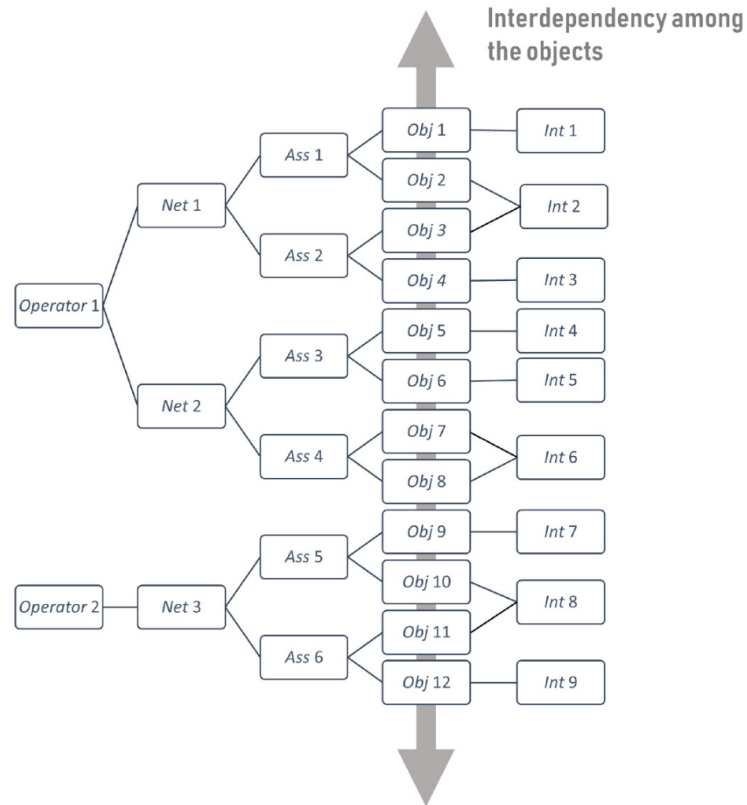 Interdependency among
the objects
Obj 1
Int 1
Ass 1
Obj 2
Net 1
Int 2
Obj 3
Ass 2
Obj 4
Int 3
Operator 1
Obj 5
Int 4
Ass 3
Obj 6
Int 5
Net 2
Obj 7
Ass 4
Int 6
Obj 8
Obj 9
Int 7
Ass 5
Obj 10
Operator 2
Net 3
Int 8
Obj 11
Ass 6
Obj 12
Int 9